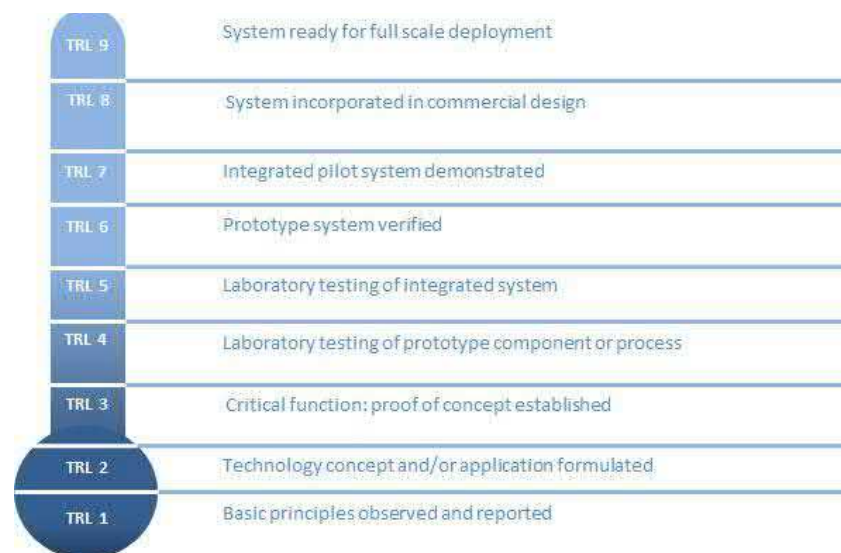 TRL 9 System ready for full scale deployment
TRL 8 System incorporated in commercial design
TRL 7 Integrated pilot system demonstrated
TRL 6 Prototype system verified
TRL 5 Laboratory testing of integrated system
TRL 4 Laboratory testing of prototype component or process
TRL 3 Critical function: proof of concept established
TRL 2 Technology concept and/or application formulated
TRL 1 Basic principles observed and reported